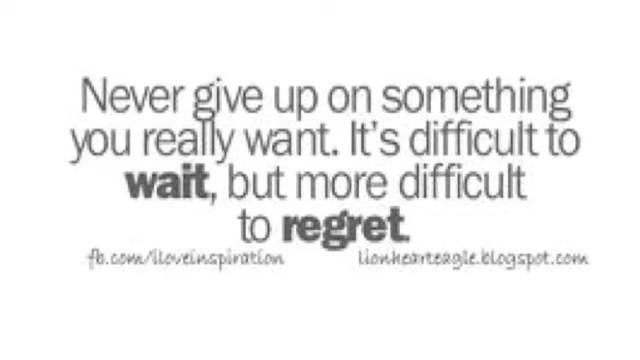 Never give up on something
you really want. It's difficult to
wait, but more difficult
to regret.
fb.com/iloveinspiration lionhearteagle.blogspot.com